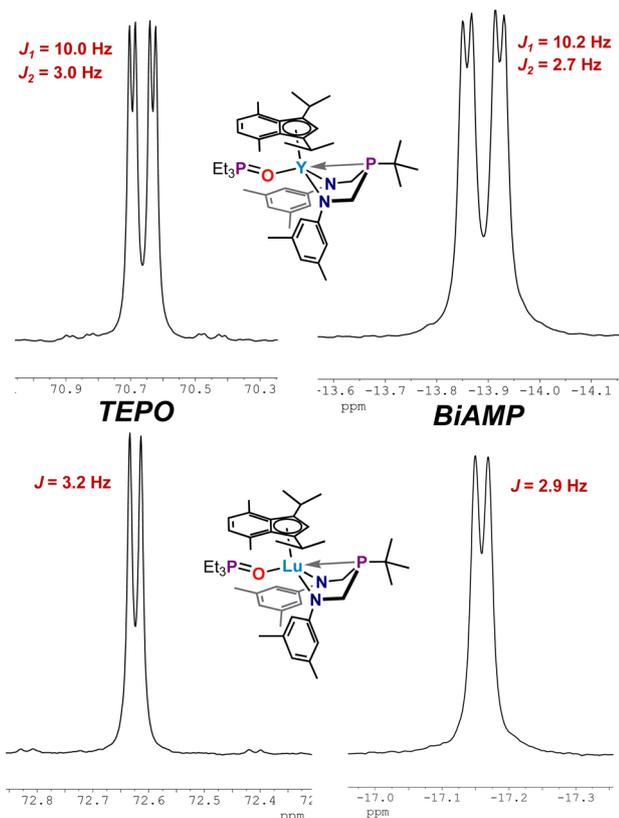 J₁ = 10.0 Hz
J₂ = 3.0 Hz
J₁ = 10.2 Hz
J₂ = 2.7 Hz
Et₃P=O
Y
P
N
N
70.9 70.7 70.5 70.3
-13.6 -13.7 -13.8 -13.9 -14.0 -14.1
ppm
TEPO
BiAMP
J = 3.2 Hz
J = 2.9 Hz
Et₃P=O
Lu
P
N
N
72.8 72.7 72.6 72.5 72.4
ppm
-17.0 -17.1 -17.2 -17.3
ppm